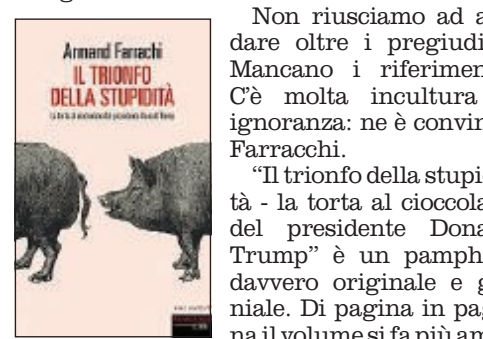 Armand Farrachi
IL TRIONFO
DELLA STUPIDITÀ
Non riusciamo ad a
dare oltre i pregiudi
Mancano i riferimen
C'è molta incultura
ignoranza: ne è convin
Farracchi.
“Il trionfo della stupid
tà - la torta al cioccola
del presidente Dona
Trump” è un pamph
davvero originale e g
niale. Di pagina in pag
na il volume si fa più am